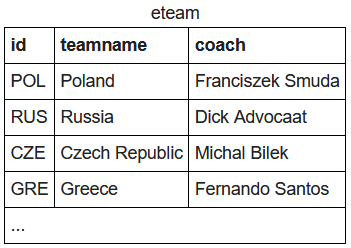 eteam
id teamname coach
POL Poland Franciszek Smuda
RUS Russia Dick Advocaat
CZE Czech Republic Michal Bilek
GRE Greece Fernando Santos
...